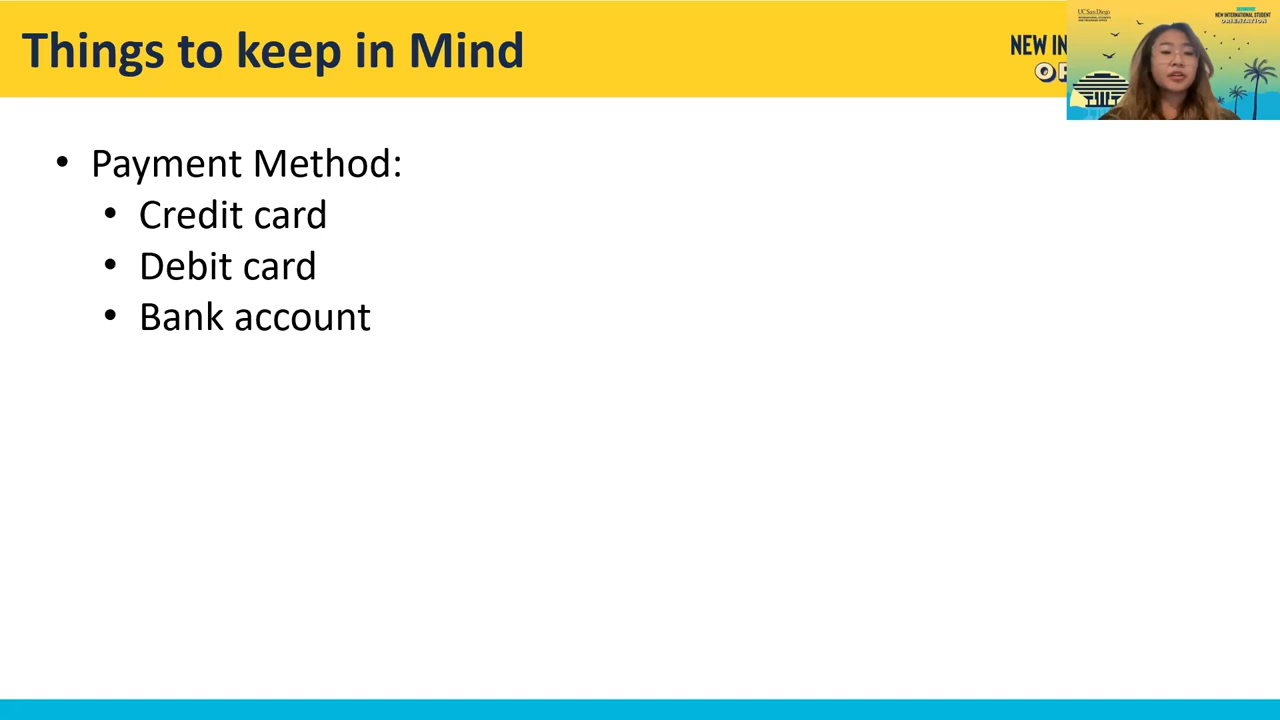 Things to keep in Mind
NEW IN
UC San Diego
NEW INTERNATIONAL STUDENT
ORIENTATION
• Payment Method:
• Credit card
• Debit card
• Bank account